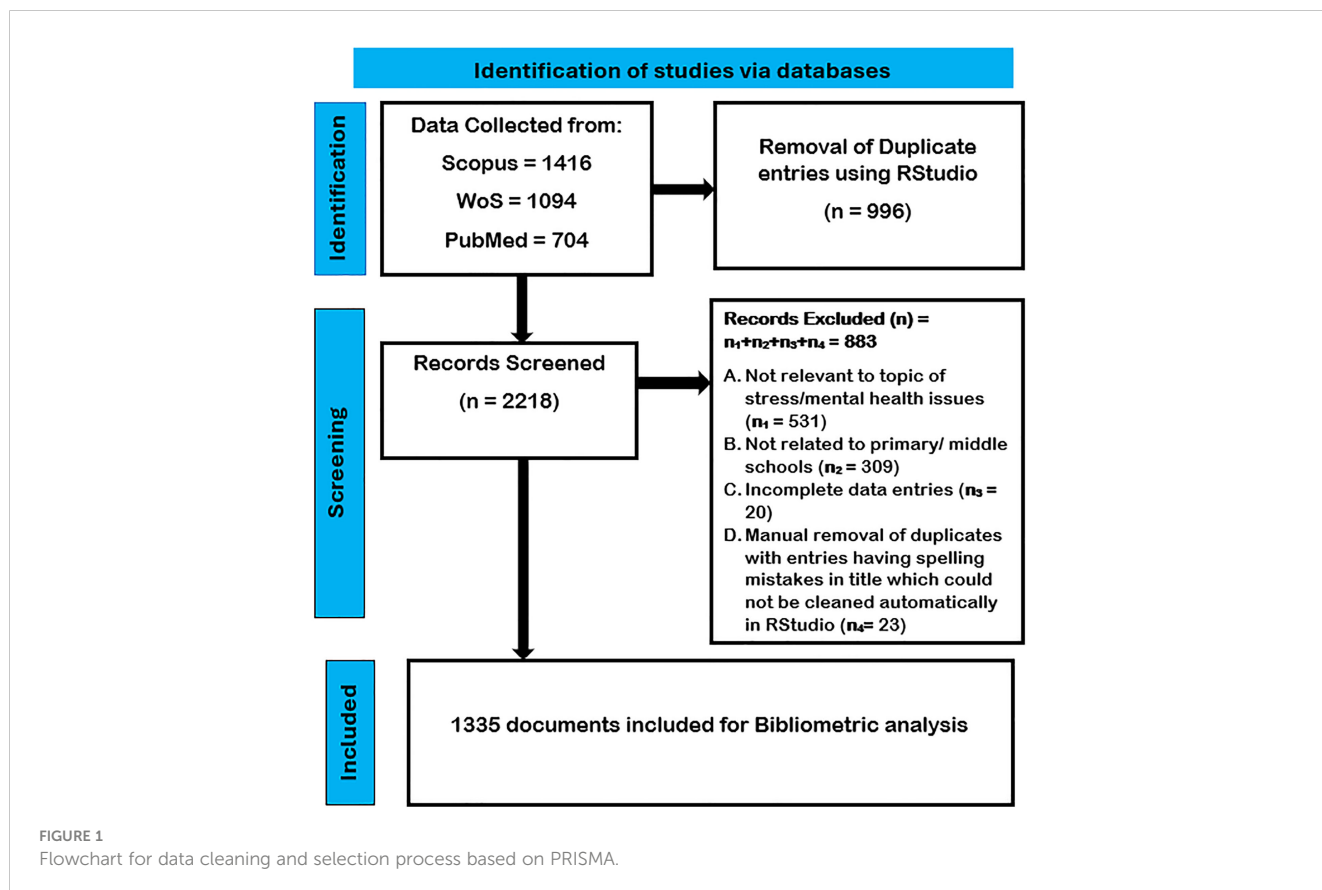 Identification of studies via databases
Identification
Data Collected from:
Scopus = 1416
WoS = 1094
PubMed = 704
Removal of Duplicate
entries using RStudio
(n = 996)
Screening
Records Screened
(n = 2218)
Records Excluded (n) =
n₁+n₂+n₃+n₄ = 883
A. Not relevant to topic of
stress/mental health issues
(n₁ = 531)
B. Not related to primary/ middle
schools (n₂ = 309)
C. Incomplete data entries (n₃ =
20)
D. Manual removal of duplicates
with entries having spelling
mistakes in title which could
not be cleaned automatically
in RStudio (n₄= 23)
Included
1335 documents included for Bibliometric analysis
FIGURE 1
Flowchart for data cleaning and selection process based on PRISMA.